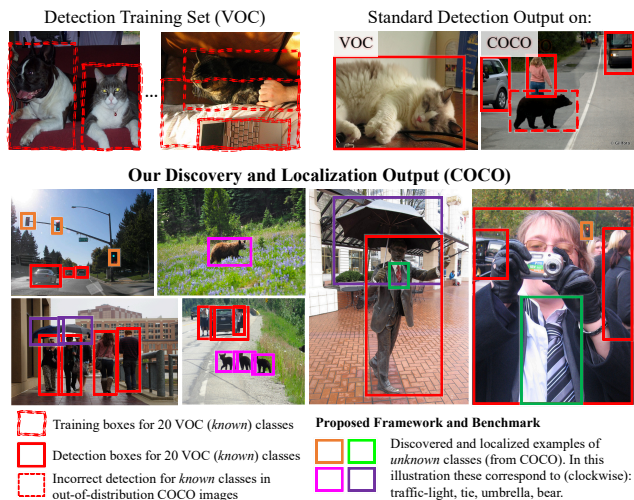 Detection Training Set (VOC)
Standard Detection Output on:
...
VOC
COCO
Our Discovery and Localization Output (COCO)
Training boxes for 20 VOC (known) classes
Detection boxes for 20 VOC (known) classes
Incorrect detection for known classes in
out-of-distribution COCO images
Proposed Framework and Benchmark
Discovered and localized examples of
unknown classes (from COCO). In this
illustration these correspond to (clockwise):
traffic-light, tie, umbrella, bear.